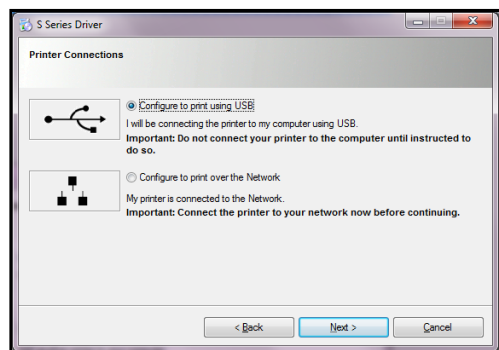 S Series Driver
Printer Connections
Configure to print using USB
I will be connecting the printer to my computer using USB.
Important: Do not connect your printer to the computer until instructed to
do so.
Configure to print over the Network
My printer is connected to the Network.
Important: Connect the printer to your network now before continuing.
< Back
Next >
Cancel